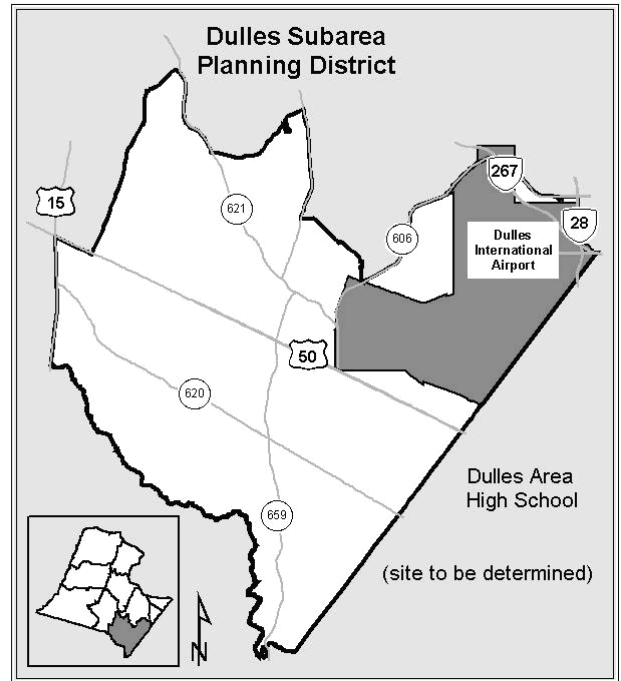 Dulles Subarea
Planning District
267
15
621
28
606
Dulles
International
Airport
50
620
Dulles Area
High School
659
(site to be determined)
N